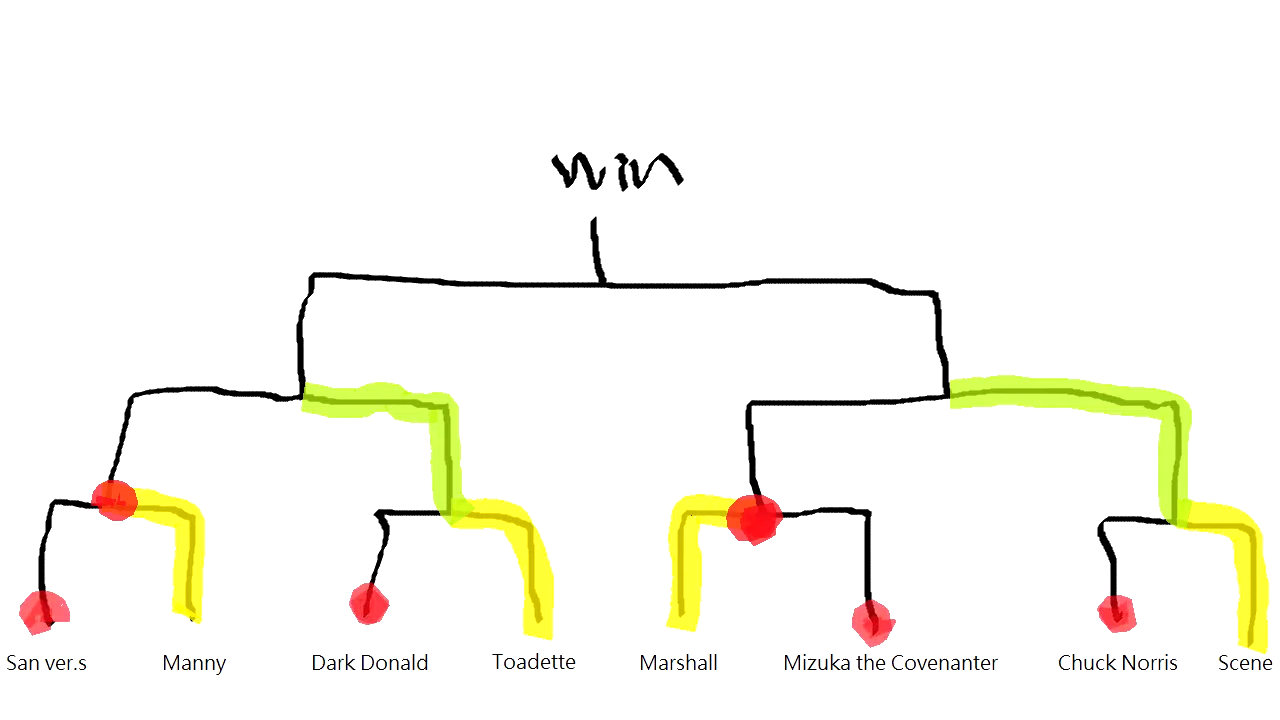 win
San ver.s
Manny
Dark Donald
Toadette
Marshall
Mizuka the Covenanter
Chuck Norris
Scene